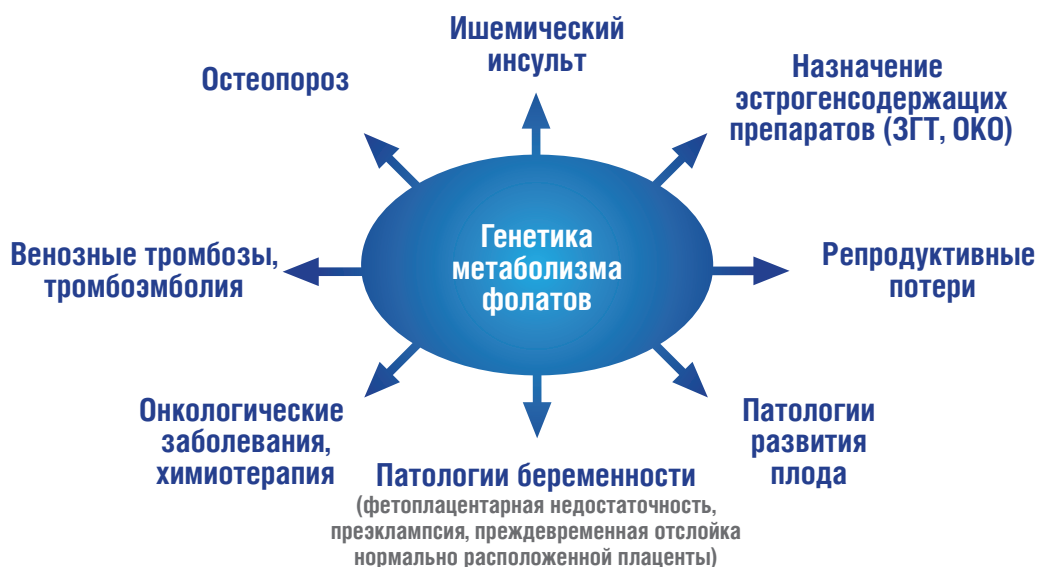 Ишемический
инсульт
Остеопороз
Назначение
эстрогенсодержащих
препаратов (ЗГТ, ОКО)
Венозные тромбозы,
тромбоэмболия
Генетика
метаболизма
фолатов
Репродуктивные
потери
Онкологические
заболевания,
химиотерапия
Патологии беременности
(фетоплацентарная недостаточность,
преэклампсия, преждевременная отслойка
нормально расположенной плаценты)
Патологии
развития
плода